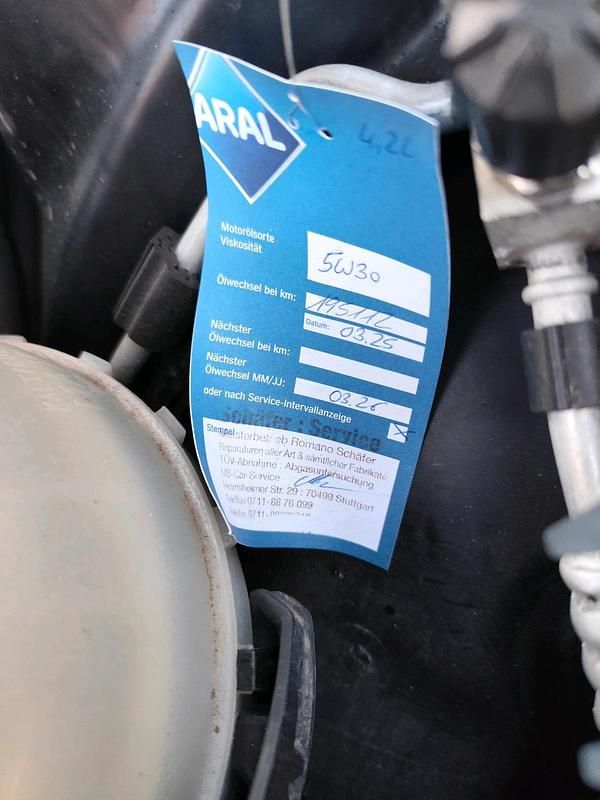 ARAL
4,2L
Motorölsorte
Viskosität
5W30
Ölwechsel bei km:
Datum: 03.25
Nächster
Ölwechsel bei km:
Nächster
Ölwechsel MM/JJ:
03.26
oder nach Service-Intervallanzeige
Schäfer : Service
Stempel
Meisterbetrieb Romano Schäfer
Reparaturen aller Art & sämtlicher Fabrikate
TÜV-Abnahme : Abgasuntersuchung
US-Car-Service
Heimsheimer Str. 29 : 70499 Stuttgart
Telefon 0711-88 76 099